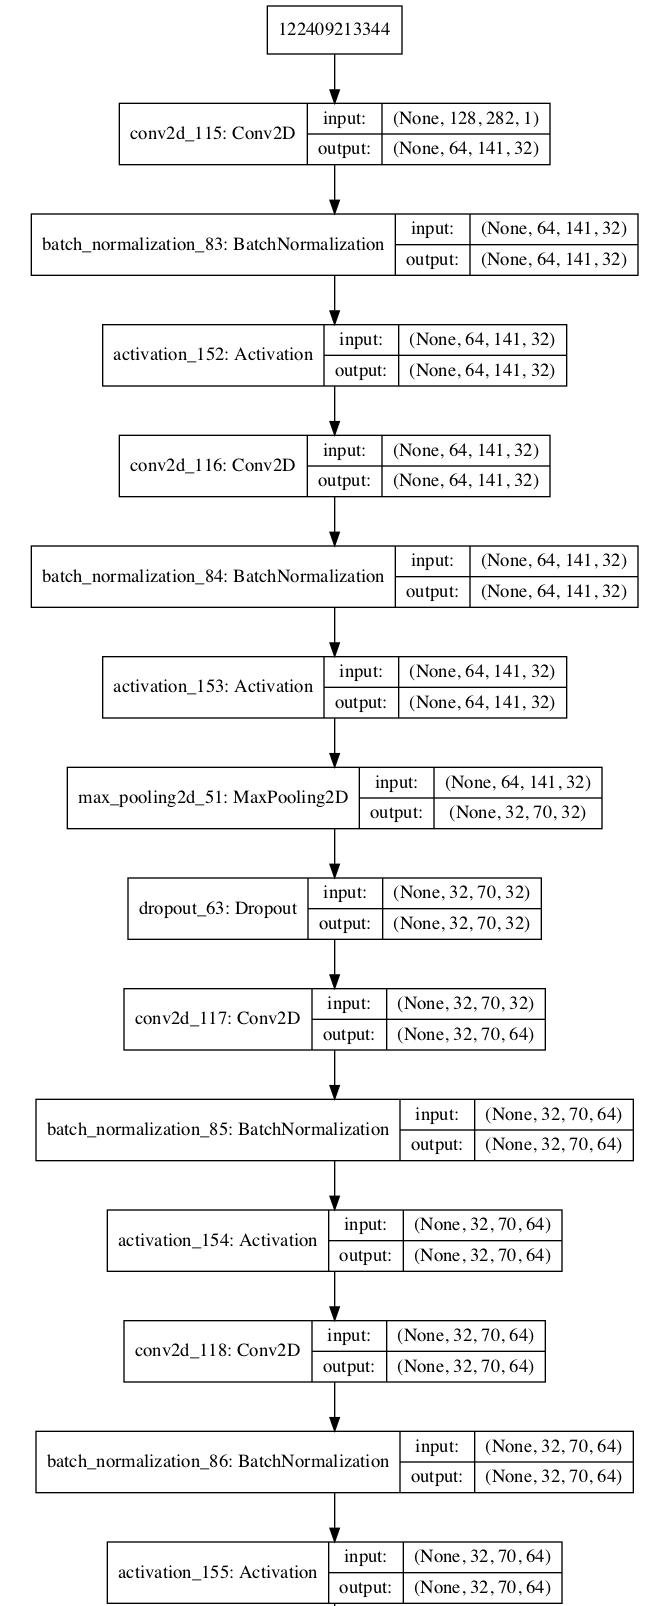 122409213344
conv2d_115: Conv2D
input: (None, 128, 282, 1)
output: (None, 64, 141, 32)
batch_normalization_83: BatchNormalization
input: (None, 64, 141, 32)
output: (None, 64, 141, 32)
activation_152: Activation
input: (None, 64, 141, 32)
output: (None, 64, 141, 32)
conv2d_116: Conv2D
input: (None, 64, 141, 32)
output: (None, 64, 141, 32)
batch_normalization_84: BatchNormalization
input: (None, 64, 141, 32)
output: (None, 64, 141, 32)
activation_153: Activation
input: (None, 64, 141, 32)
output: (None, 64, 141, 32)
max_pooling2d_51: MaxPooling2D
input: (None, 64, 141, 32)
output: (None, 32, 70, 32)
dropout_63: Dropout
input: (None, 32, 70, 32)
output: (None, 32, 70, 32)
conv2d_117: Conv2D
input: (None, 32, 70, 32)
output: (None, 32, 70, 64)
batch_normalization_85: BatchNormalization
input: (None, 32, 70, 64)
output: (None, 32, 70, 64)
activation_154: Activation
input: (None, 32, 70, 64)
output: (None, 32, 70, 64)
conv2d_118: Conv2D
input: (None, 32, 70, 64)
output: (None, 32, 70, 64)
batch_normalization_86: BatchNormalization
input: (None, 32, 70, 64)
output: (None, 32, 70, 64)
activation_155: Activation
input: (None, 32, 70, 64)
output: (None, 32, 70, 64)